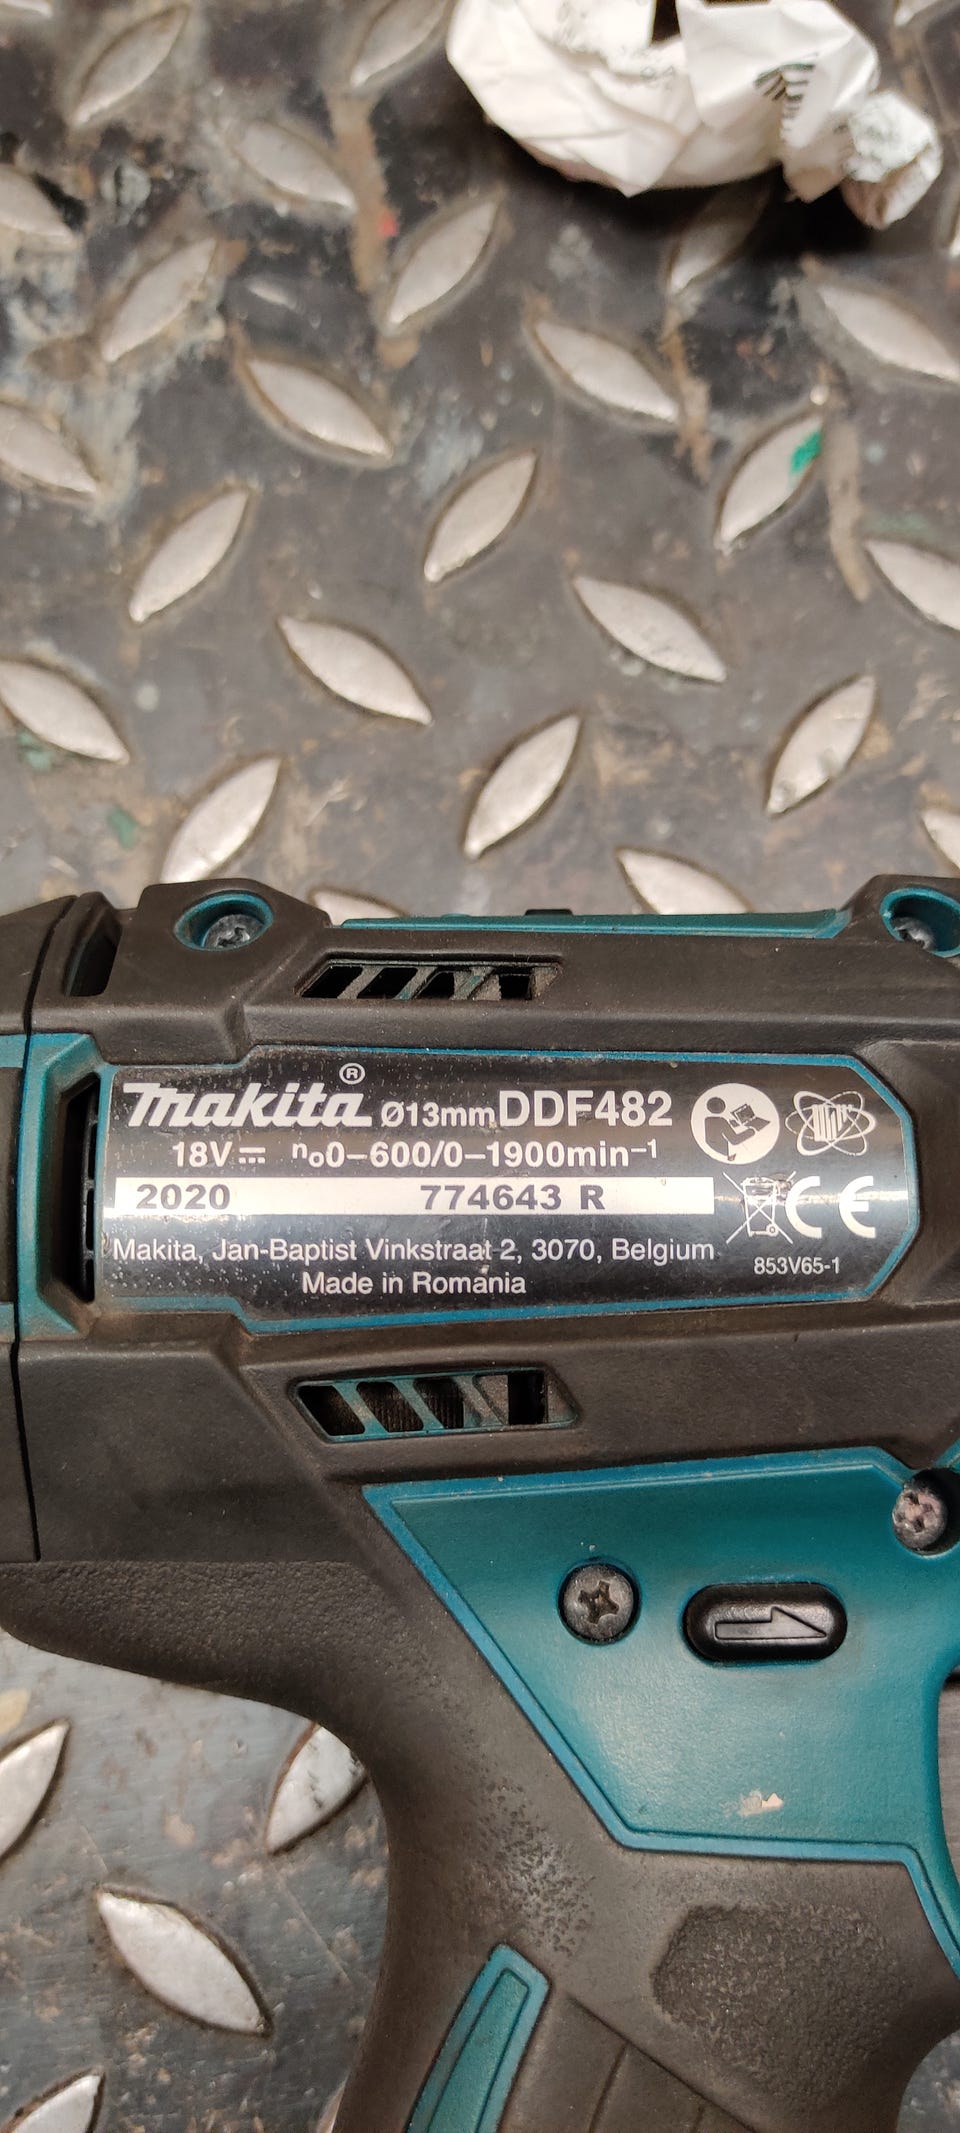 makita® Ø13mm DDF482
18V⎓ n₀0–600/0–1900min⁻¹
2020 774643 R
Makita, Jan-Baptist Vinkstraat 2, 3070, Belgium
Made in Romania
CE
853V65-1